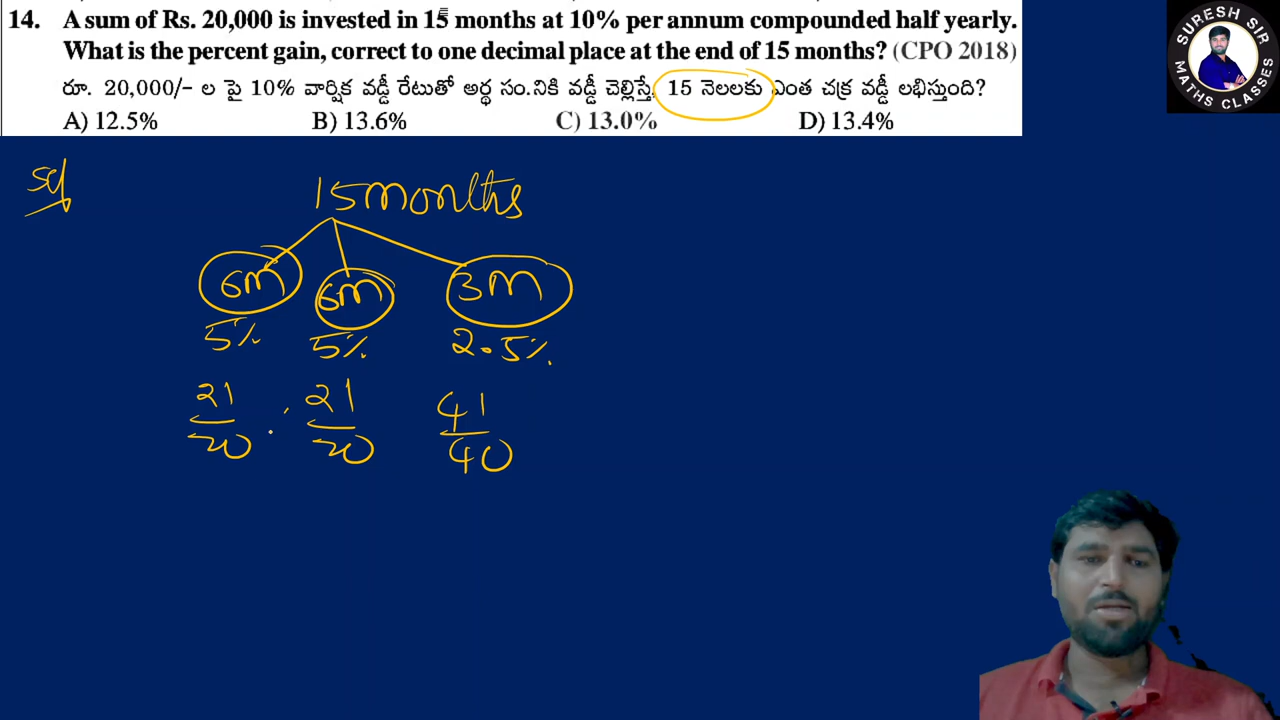 14. A sum of Rs. 20,000 is invested in 15 months at 10% per annum compounded half yearly.
What is the percent gain, correct to one decimal place at the end of 15 months? (CPO 2018)
రూ. 20,000/- ల పై 10% వార్షిక వడ్డీ రేటుతో అర్థ సం.నికి వడ్డీ చెల్లిస్తే, 15 నెలలకు ఎంత చక్ర వడ్డీ లభిస్తుంది?
A) 12.5% B) 13.6% C) 13.0% D) 13.4%
SURESH SIR
MATHS CLASSES
Sol
15 months
6m 6m 3m
5% 5% 2.5%
21 21 41
20 20 40